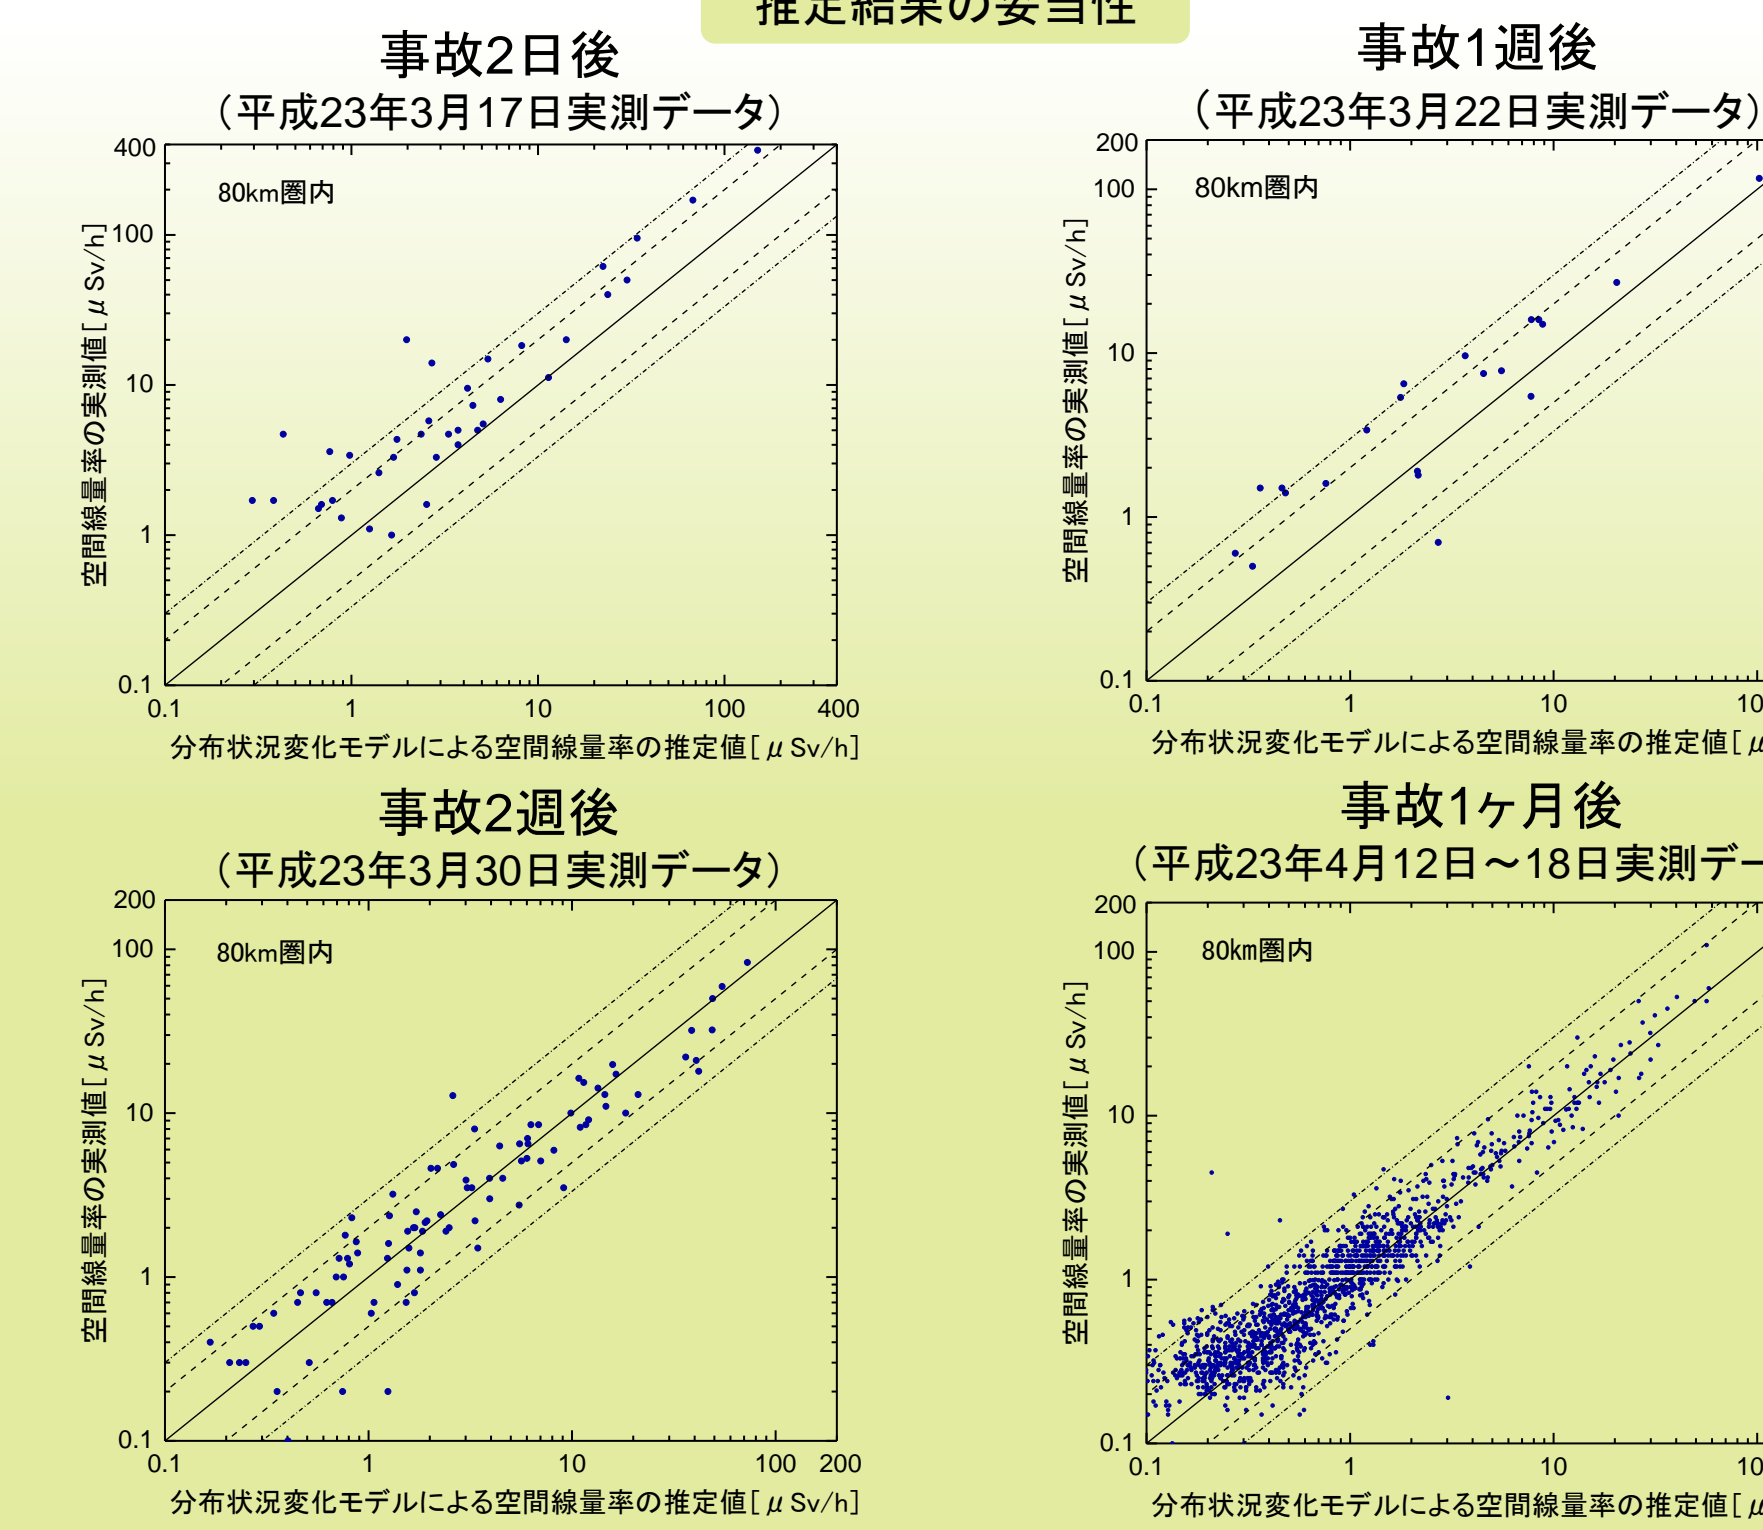 推定結果の妥当性
事故2日後
（平成23年3月17日実測データ）
400
100
10
1
0.1
80km圏内
空間線量率の実測値[μSv/h]
0.1 1 10 100 400
分布状況変化モデルによる空間線量率の推定値[μSv/h]
事故1週後
（平成23年3月22日実測データ）
200
100
10
1
0.1
80km圏内
空間線量率の実測値[μSv/h]
0.1 1 10 10
分布状況変化モデルによる空間線量率の推定値[μ
事故2週後
（平成23年3月30日実測データ）
200
100
10
1
0.1
80km圏内
空間線量率の実測値[μSv/h]
0.1 1 10 100 200
分布状況変化モデルによる空間線量率の推定値[μSv/h]
事故1ヶ月後
（平成23年4月12日～18日実測デー
200
100
10
1
0.1
80km圏内
空間線量率の実測値[μSv/h]
0.1 1 10 10
分布状況変化モデルによる空間線量率の推定値[μ